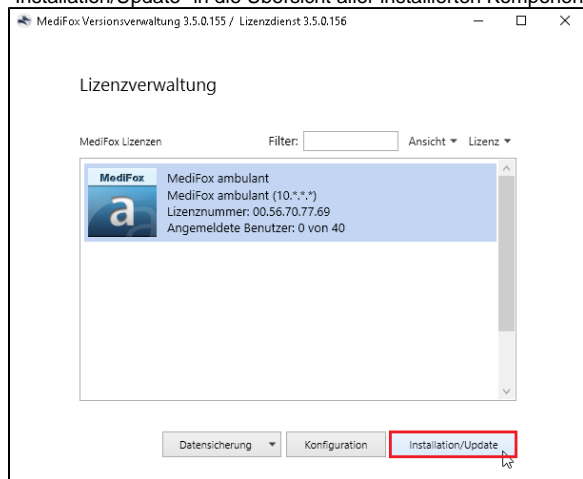 "Installation/Update" in die Übersicht aller installierten
MediFox Versionsverwaltung 3.5.0.155 / Lizenzdienst 3.5.0.156
Lizenzverwaltung
MediFox Lizenzen Filter: Ansicht Lizenz
MediFox
a
MediFox ambulant
MediFox ambulant (10.*.*.*)
Lizenznummer: 00.56.70.77.69
Angemeldete Benutzer: 0 von 40
Datensicherung Konfiguration Installation/Update